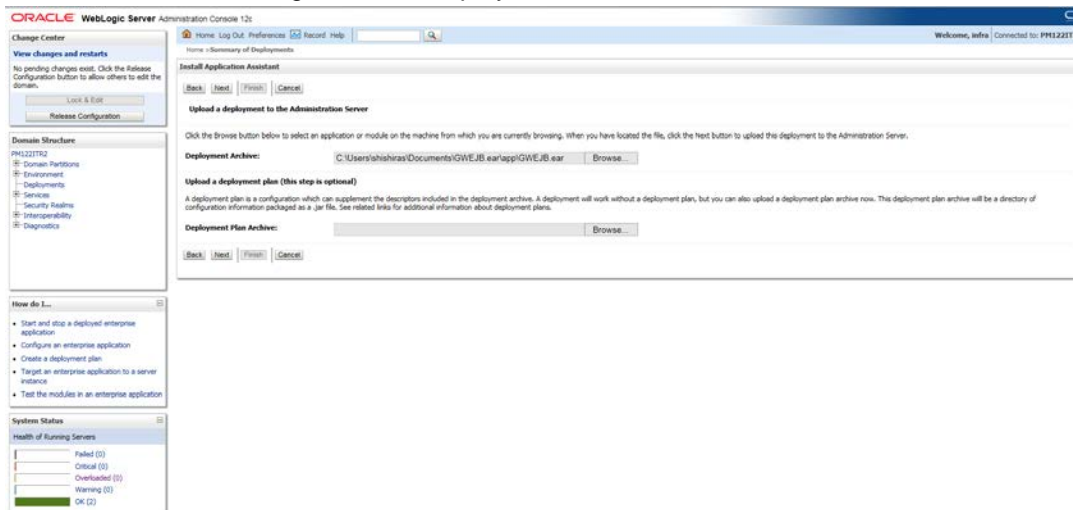 ORACLE WebLogic Server Administration Console 12c
Change Center
View changes and restarts
No pending changes exist. Click the Release
Configuration button to allow others to edit the
domain.
Lock & Edit
Release Configuration
Domain Structure
PM122ITR2
Domain Partitions
Environment
Deployments
Services
Security Realms
Interoperability
Diagnostics
How do I...
Start and stop a deployed enterprise
application
Configure an enterprise application
Create a deployment plan
Target an enterprise application to a server
instance
Test the modules in an enterprise application
System Status
Health of Running Servers
Failed (0)
Critical (0)
Overloaded (0)
Warning (0)
OK (2)
Home Log Out Preferences Record Help
Welcome, infra Connected to: PM122IT
Home >Summary of Deployments
Install Application Assistant
Back Next Finish Cancel
Upload a deployment to the Administration Server
Click the Browse button below to select an application or module on the machine from which you are currently browsing. When you have located the file, click the Next button to upload this deployment to the Administration Server.
Deployment Archive: C:\Users\shishiras\Documents\GWEJB.ear\app\GWEJB.ear Browse...
Upload a deployment plan (this step is optional)
A deployment plan is a configuration which can supplement the descriptors included in the deployment archive. A deployment will work without a deployment plan, but you can also upload a deployment plan archive now. This deployment plan archive will be a directory of
configuration information packaged as a .jar file. See related links for additional information about deployment plans.
Deployment Plan Archive: Browse...
Back Next Finish Cancel